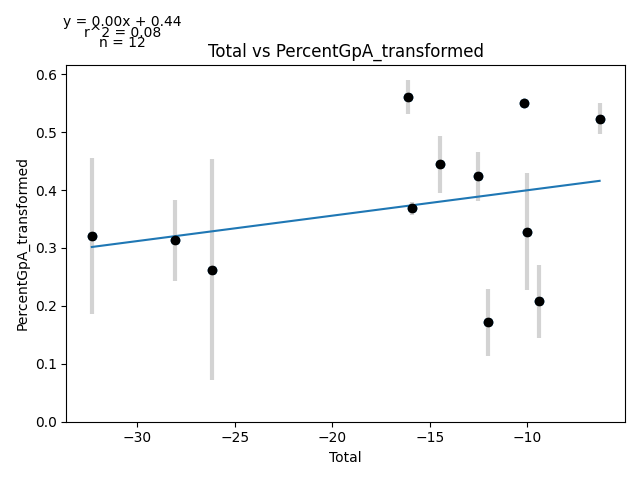 y = 0.00x + 0.44
r^2 = 0.08
n = 12
Total vs PercentGpA_transformed
PercentGpA_transformed
0.6
0.5
0.4
0.3
0.2
0.1
0.0
−30
−25
−20
−15
−10
Total